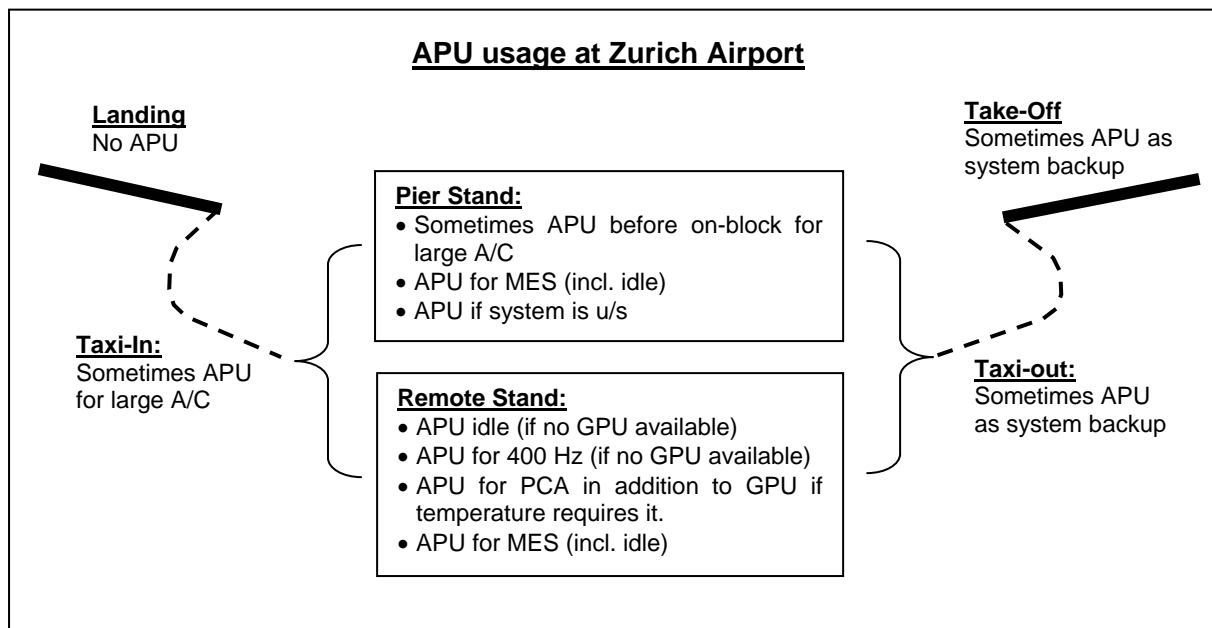 APU usage at Zurich Airport
Landing
No APU
Taxi-In:
Sometimes APU
for large A/C
Pier Stand:
• Sometimes APU before on-block for
large A/C
• APU for MES (incl. idle)
• APU if system is u/s
Remote Stand:
• APU idle (if no GPU available)
• APU for 400 Hz (if no GPU available)
• APU for PCA in addition to GPU if
temperature requires it.
• APU for MES (incl. idle)
Take-Off
Sometimes APU as
system backup
Taxi-out:
Sometimes APU
as system backup